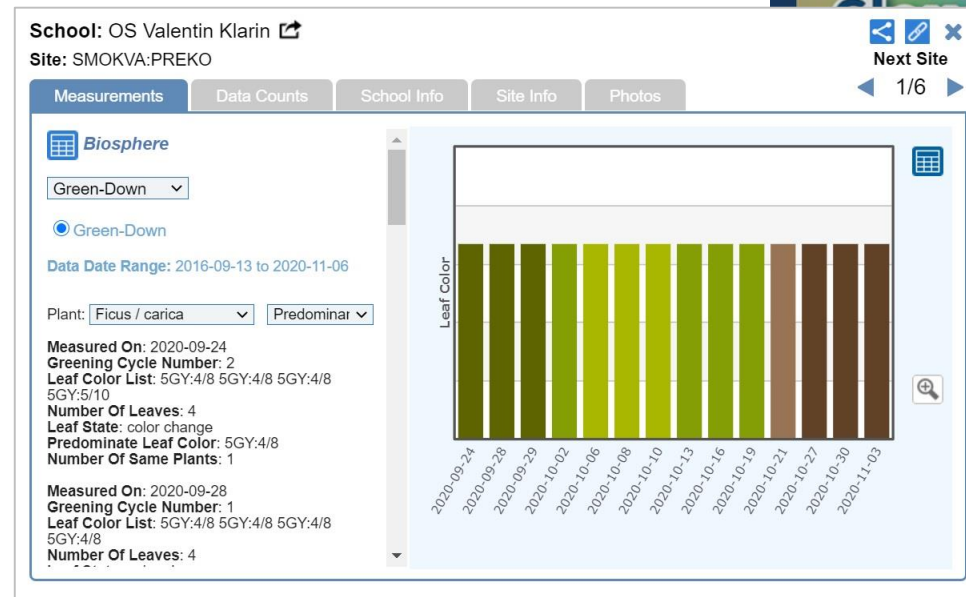 School: OS Valentin Klarin
Site: SMOKVA:PREKO
Next Site
1/6
Measurements
Data Counts
School Info
Site Info
Photos
Biosphere
Green-Down
Green-Down
Data Date Range: 2016-09-13 to 2020-11-06
Plant: Ficus / carica Predominar
Measured On: 2020-09-24
Greening Cycle Number: 2
Leaf Color List: 5GY:4/8 5GY:4/8 5GY:4/8
5GY:5/10
Number Of Leaves: 4
Leaf State: color change
Predominate Leaf Color: 5GY:4/8
Number Of Same Plants: 1
Measured On: 2020-09-28
Greening Cycle Number: 1
Leaf Color List: 5GY:4/8 5GY:4/8 5GY:4/8
5GY:4/8
Number Of Leaves: 4
Leaf Color
2020-09-24
2020-09-28
2020-09-29
2020-10-02
2020-10-06
2020-10-08
2020-10-10
2020-10-13
2020-10-16
2020-10-19
2020-10-21
2020-10-27
2020-10-30
2020-11-03